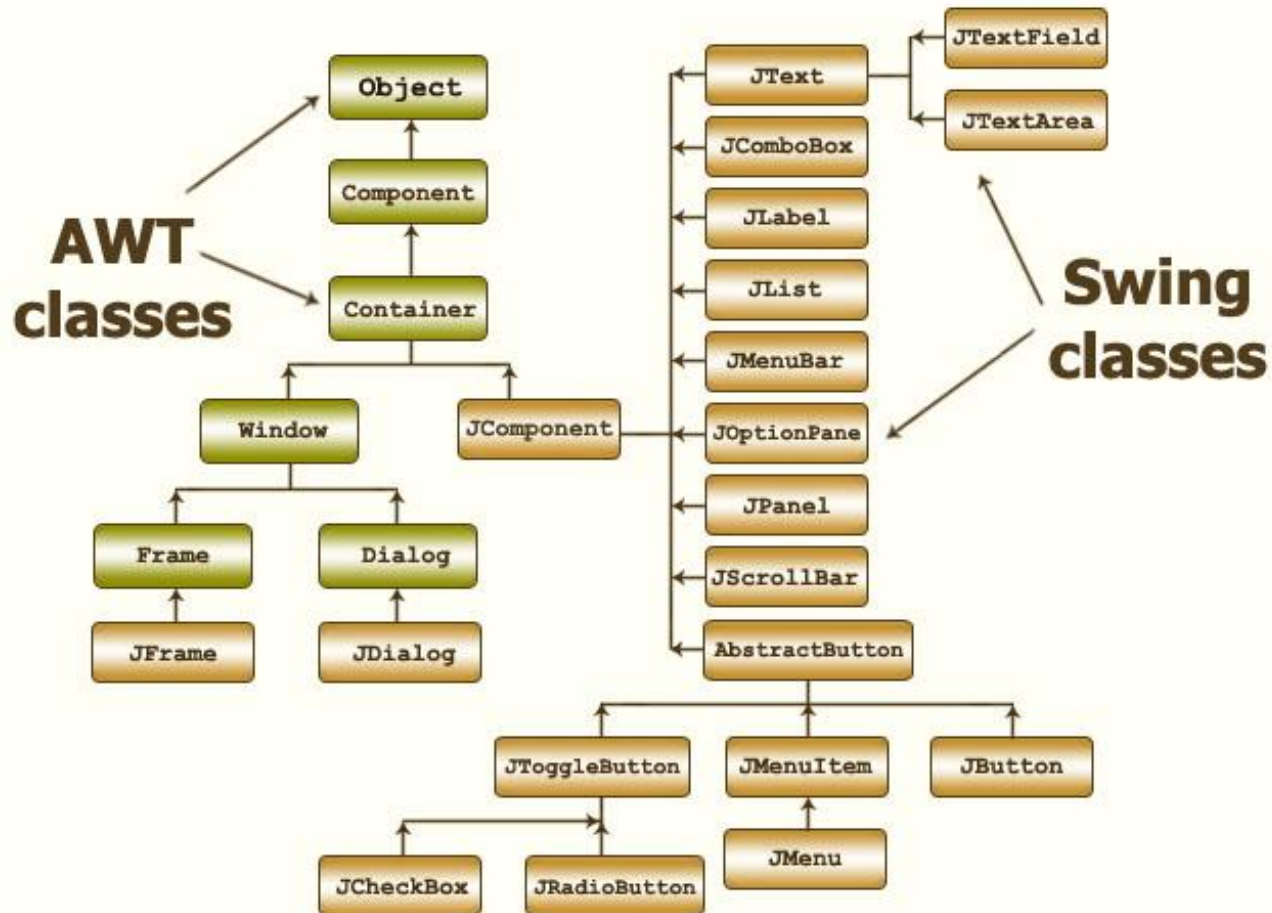 JTextField
JText
Object
JTextArea
JComboBox
Component
JLabel
AWT
classes
Swing
classes
JList
Container
JMenuBar
Window
JComponent
JOptionPane
JPanel
Frame
Dialog
JScrollBar
JFrame
JDialog
AbstractButton
JToggleButton
JMenuItem
JButton
JMenu
JCheckBox
JRadioButton